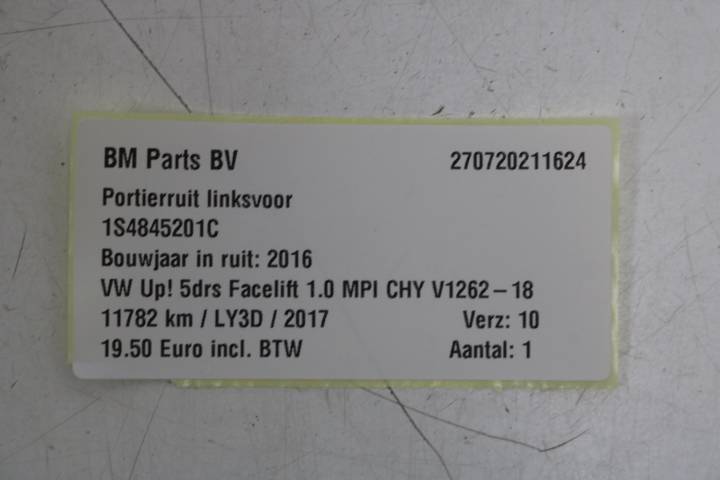 BM Parts BV 270720211624
Portierruit linksvoor
1S4845201C
Bouwjaar in ruit: 2016
VW Up! 5drs Facelift 1.0 MPI CHY V1262-18
11782 km / LY3D / 2017 Verz: 10
19.50 Euro incl. BTW Aantal: 1